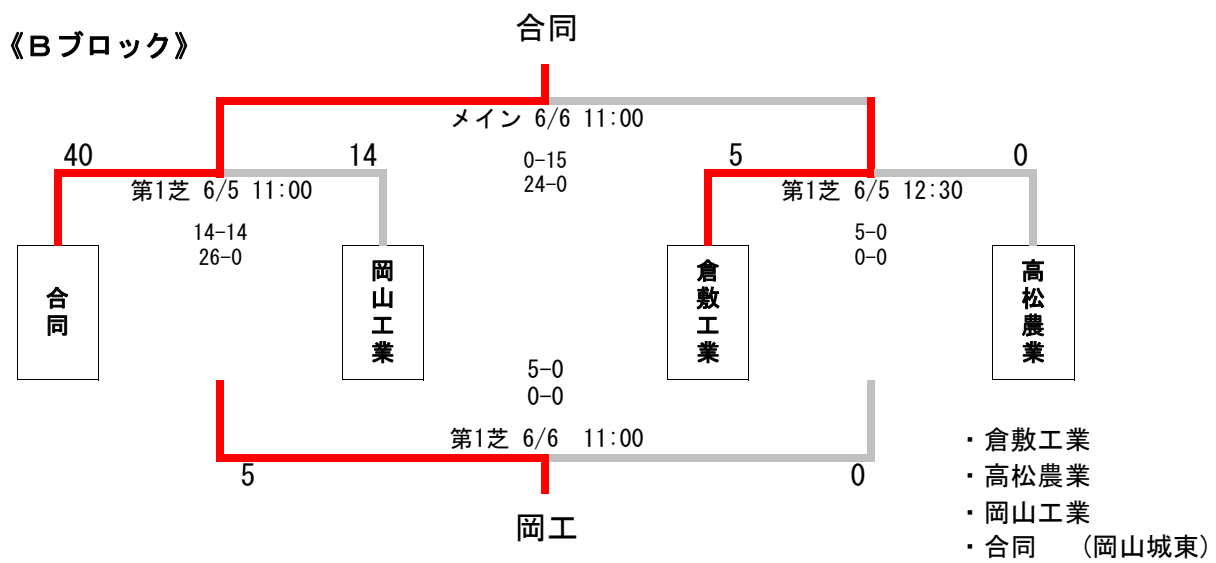 合同
《Bブロック》
メイン 6/6 11:00
40
14
0-15
24-0
5
0
第1芝 6/5 11:00
第1芝 6/5 12:30
14-14
26-0
5-0
0-0
合同
岡山工業
倉敷工業
高松農業
5-0
0-0
第1芝 6/6 11:00
5
0
岡工
・倉敷工業
・高松農業
・岡山工業
・合同 (岡山城東)